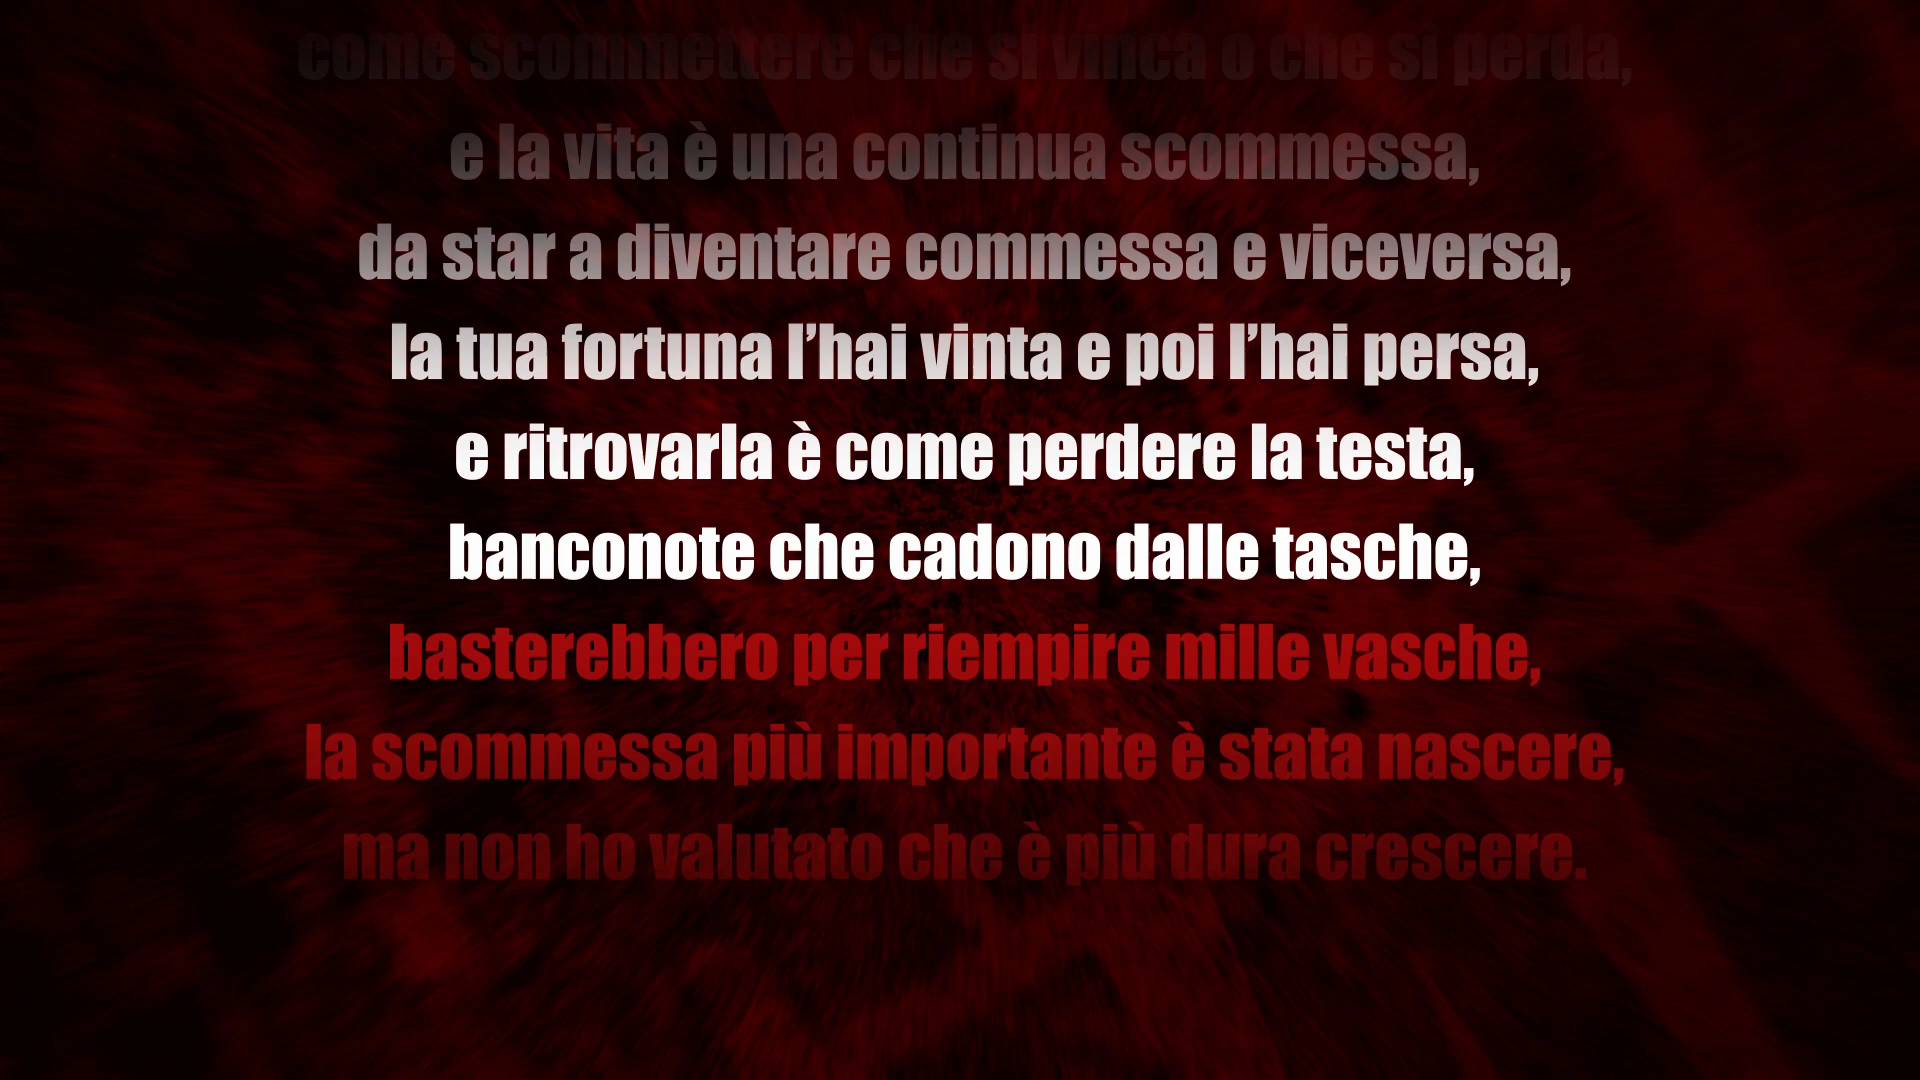 come scommettere che si vinca o che si perda,
e la vita è una continua scommessa,
da star a diventare commessa e viceversa,
la tua fortuna l’hai vinta e poi l’hai persa,
e ritrovarla è come perdere la testa,
banconote che cadono dalle tasche,
basterebbero per riempire mille vasche,
la scommessa più importante è stata nascere,
ma non ho valutato che è più dura crescere.